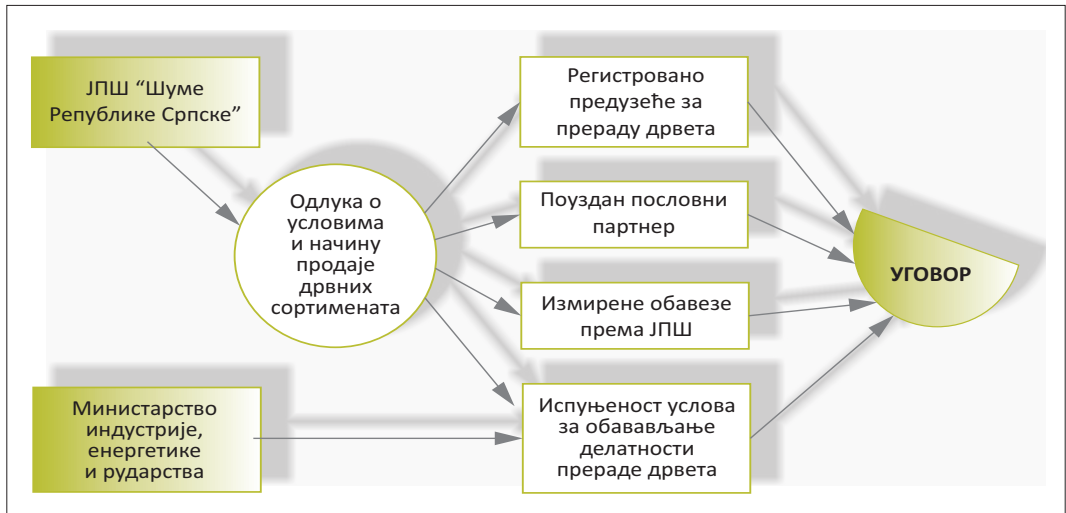 ЈПШ “Шуме
Републике Српске”
Одлука о
условима
и начину
продаје
дрвних
сортимената
Министарство
индустрије,
енергетике
и рударства
Регистровано
предузеће за
прераду дрвета
Поуздан пословни
партнер
Измирене обавезе
према ЈПШ
Испуњеност услова
за обавављање
делатности
прераде дрвета
УГОВОР